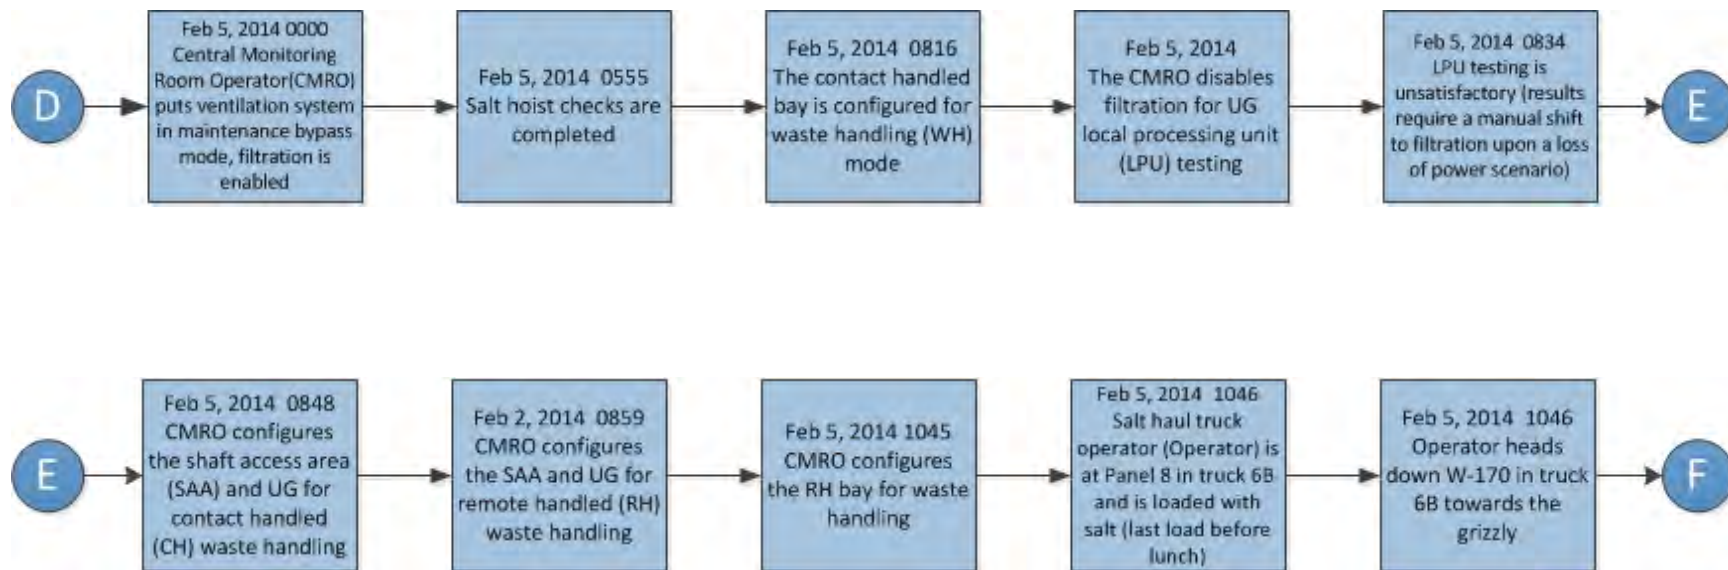 D
Feb 5, 2014 0000
Central Monitoring
Room Operator(CMRO)
puts ventilation system
in maintenance bypass
mode, filtration is
enabled
Feb 5, 2014 0555
Salt hoist checks are
completed
Feb 5, 2014 0816
The contact handled
bay is configured for
waste handling (WH)
mode
Feb 5, 2014
The CMRO disables
filtration for UG
local processing unit
(LPU) testing
Feb 5, 2014 0834
LPU testing is
unsatisfactory (results
require a manual shift
to filtration upon a loss
of power scenario)
E
E
Feb 5, 2014 0848
CMRO configures
the shaft access area
(SAA) and UG for
contact handled
(CH) waste handling
Feb 2, 2014 0859
CMRO configures
the SAA and UG for
remote handled (RH)
waste handling
Feb 5, 2014 1045
CMRO configures
the RH bay for waste
handling
Feb 5, 2014 1046
Salt haul truck
operator (Operator) is
at Panel 8 in truck 6B
and is loaded with
salt (last load before
lunch)
Feb 5, 2014 1046
Operator heads
down W-170 in truck
6B towards the
grizzly
F